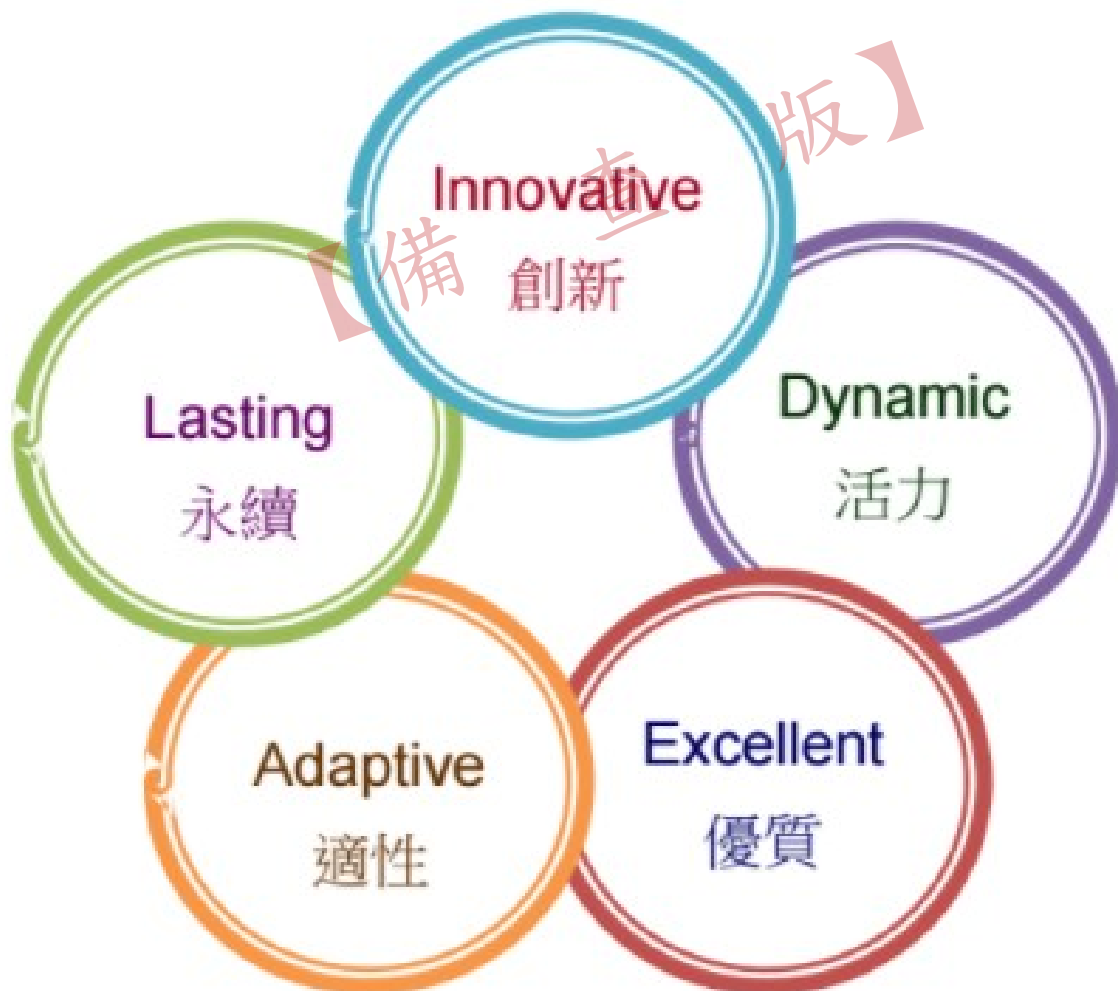 Innovative
創新
Dynamic
活力
Excellent
優質
Adaptive
適性
Lasting
永續
【備查版】